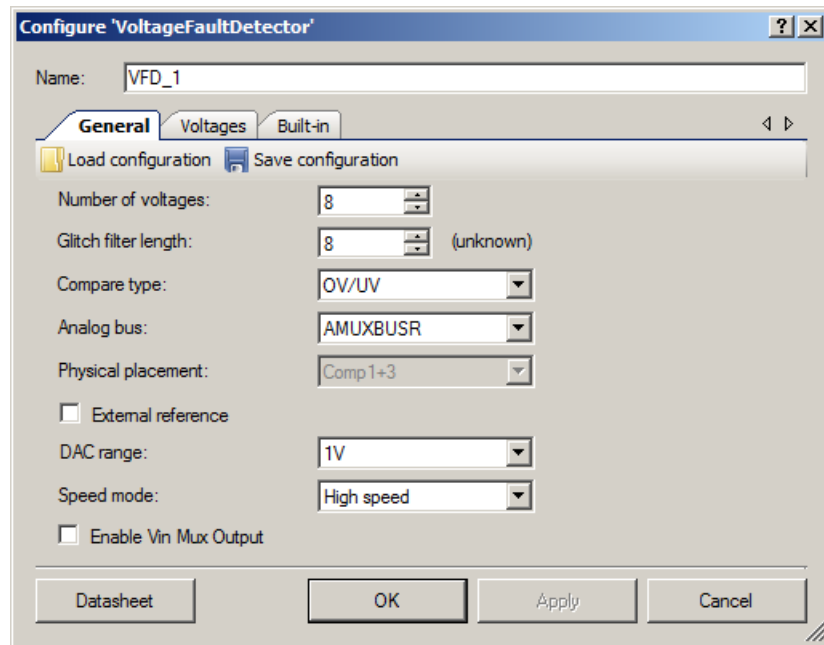 Configure 'VoltageFaultDetector'
Name: VFD_1
General Voltages Built-in
Load configuration Save configuration
Number of voltages: 8
Glitch filter length: 8 (unknown)
Compare type: OV/UV
Analog bus: AMUXBUSR
Physical placement: Comp1+3
External reference
DAC range: 1V
Speed mode: High speed
Enable Vin Mux Output
Datasheet OK Apply Cancel